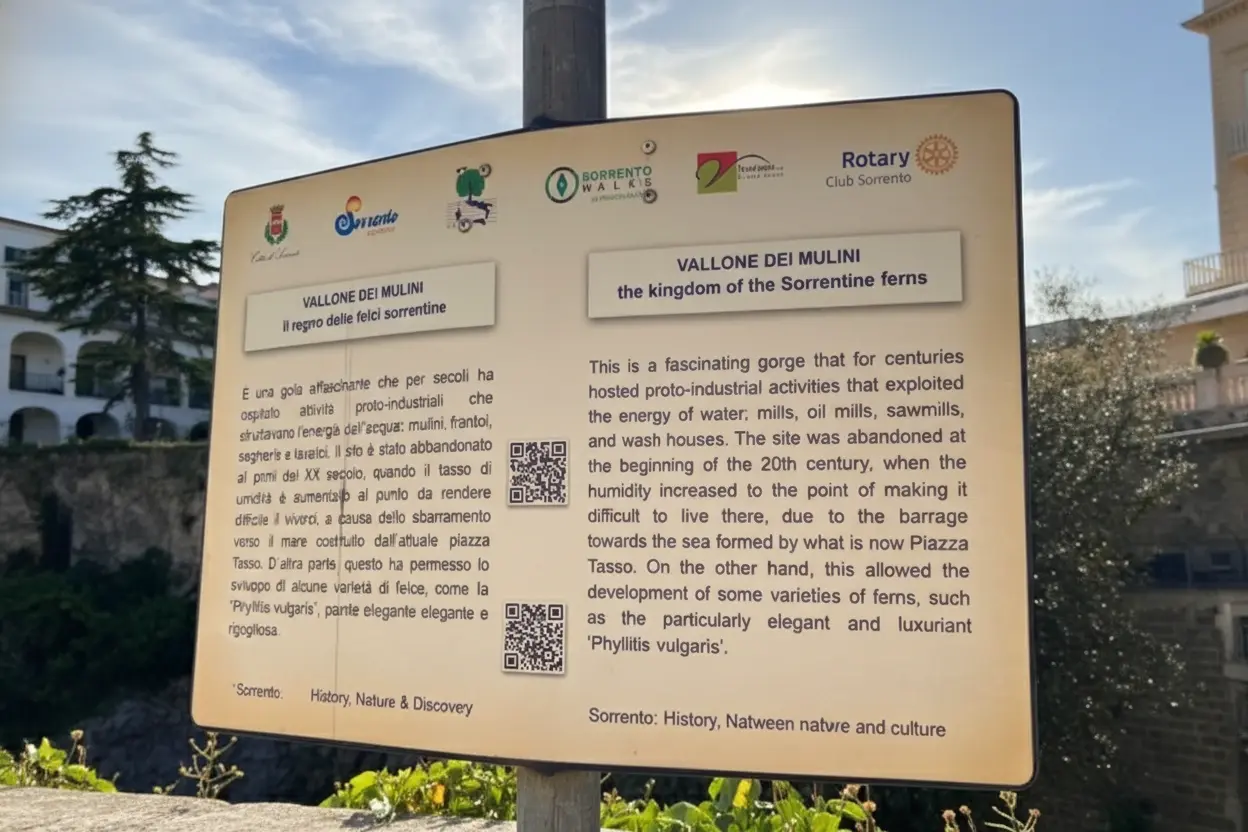 Città di Sorrento
Sorrento
SORRENTO
WALKS
Rotary
Club Sorrento
VALLONE DEI MULINI
il regno delle felci sorrentine
È una gola affascinante che per secoli ha
ospitato attività proto-industriali che
sfruttavano l'energia dell'acqua: mulini, frantoi,
segherie e lavatoi. Il sito è stato abbandonato
ai primi del XX secolo, quando il tasso di
umidità è aumentato al punto da rendere
difficile il viverci, a causa dello sbarramento
verso il mare costituito dall'attuale piazza
Tasso. D'altra parte questo ha permesso lo
sviluppo di alcune varietà di felce, come la
"Phyllitis vulgaris", pante elegante elegante e
rigogliosa.
"Sorrento: History, Nature & Discovery
VALLONE DEI MULINI
the kingdom of the Sorrentine ferns
This is a fascinating gorge that for centuries
hosted proto-industrial activities that exploited
the energy of water: mills, oil mills, sawmills,
and wash houses. The site was abandoned at
the beginning of the 20th century, when the
humidity increased to the point of making it
difficult to live there, due to the barrage
towards the sea formed by what is now Piazza
Tasso. On the other hand, this allowed the
development of some varieties of ferns, such
as the particularly elegant and luxuriant
'Phyllitis vulgaris'.
Sorrento: History, Natween natvre and culture